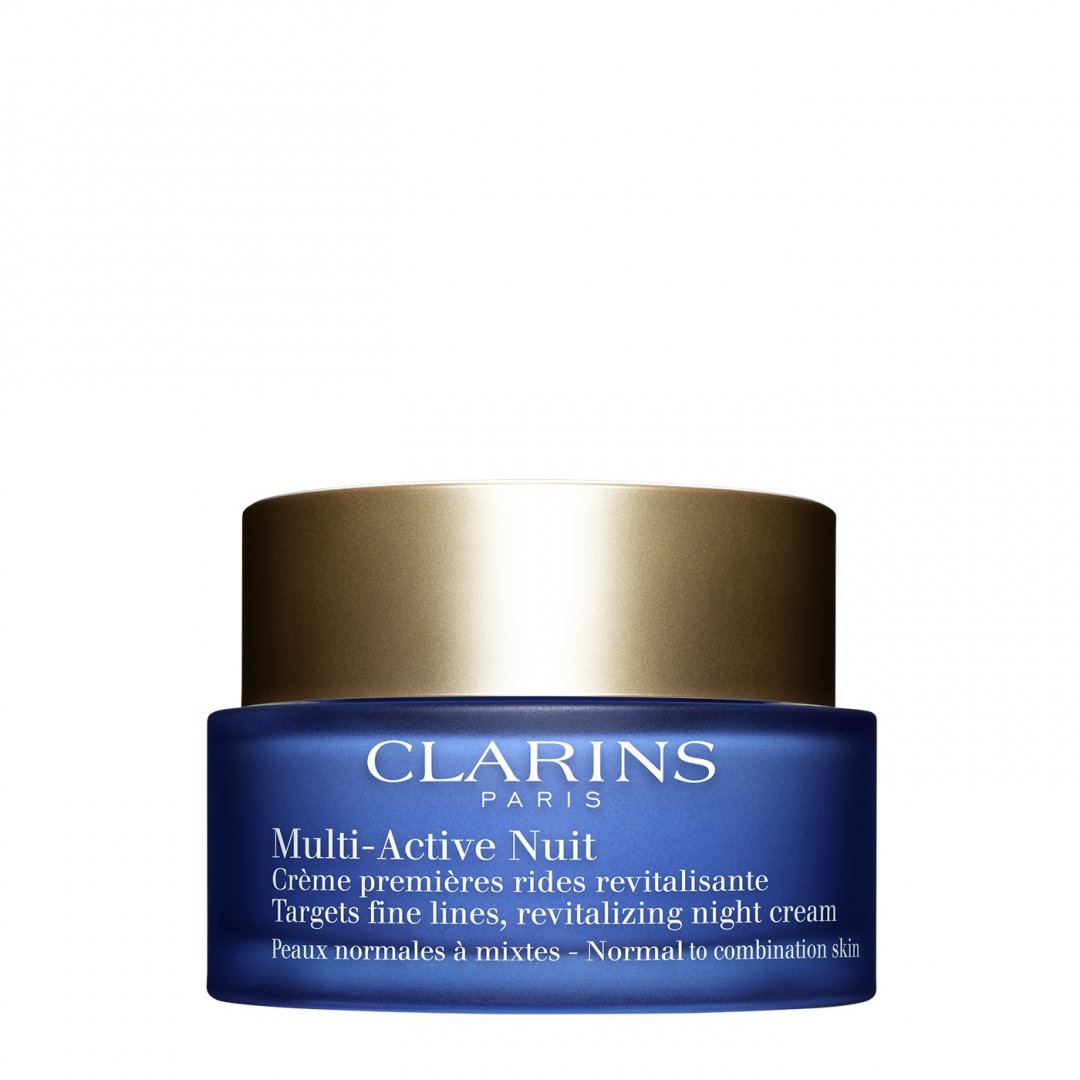 CLARINS
PARIS
Multi-Active Nuit
Crème premières rides revitalisante
Targets fine lines, revitalizing night cream
Peaux normales à mixtes - Normal to combination skin